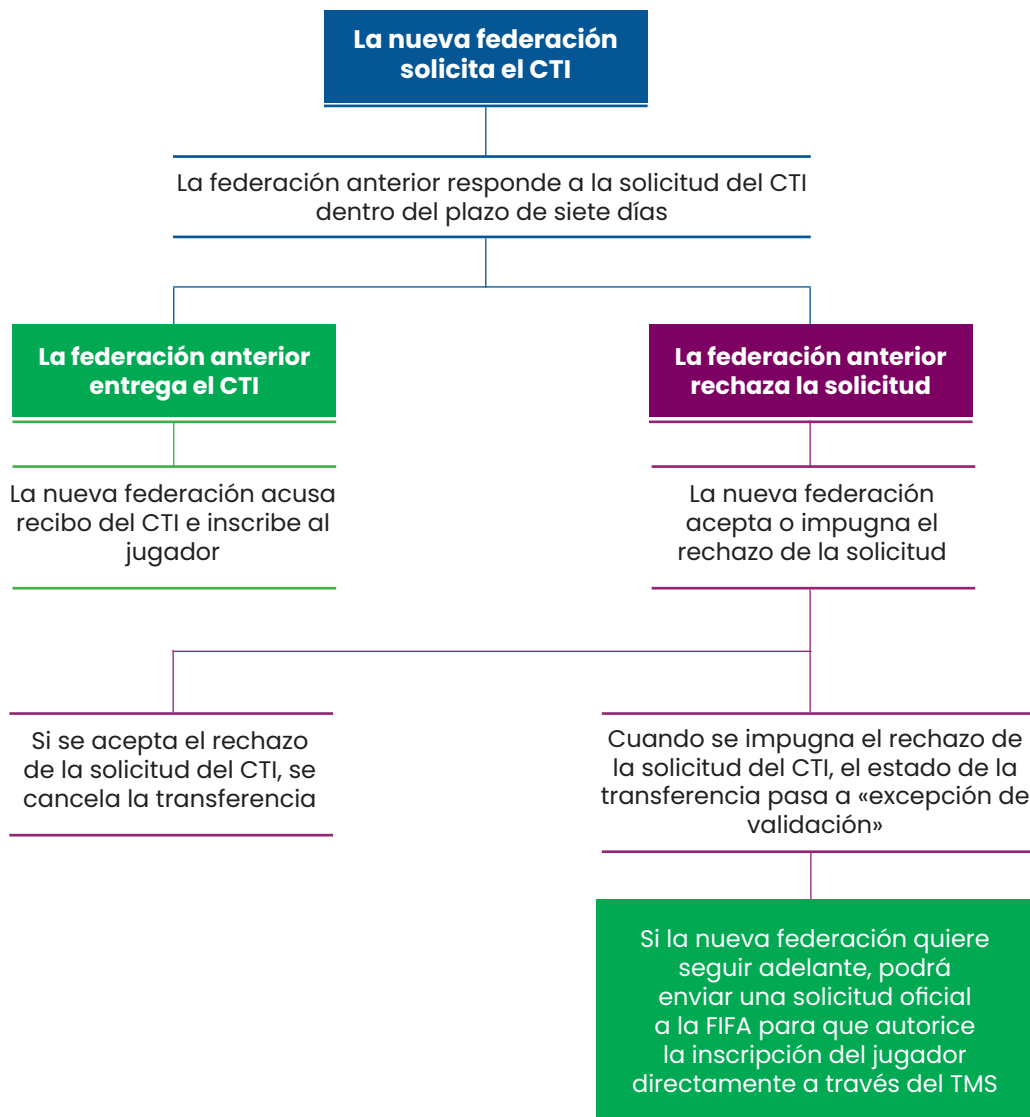 La nueva federación
solicita el CTI
La federación anterior responde a la solicitud del CTI
dentro del plazo de siete días
La federación anterior
entrega el CTI
La federación anterior
rechaza la solicitud
La nueva federación acusa
recibo del CTI e inscribe al
jugador
La nueva federación
acepta o impugna el
rechazo de la solicitud
Si se acepta el rechazo
de la solicitud del CTI, se
cancela la transferencia
Cuando se impugna el rechazo de
la solicitud del CTI, el estado de la
transferencia pasa a «excepción de
validación»
Si la nueva federación quiere
seguir adelante, podrá
enviar una solicitud oficial
a la FIFA para que autorice
la inscripción del jugador
directamente a través del TMS